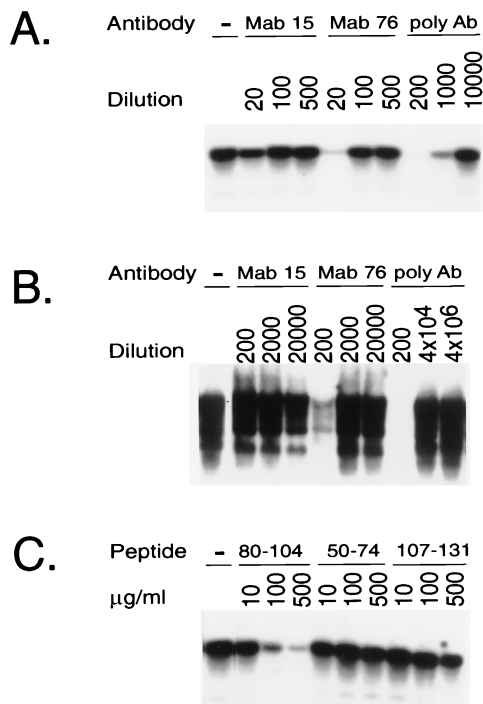 A.
Antibody - Mab 15 Mab 76 poly Ab
Dilution 20 100 500 20 100 500 200 1000 10000
B.
Antibody - Mab 15 Mab 76 poly Ab
Dilution 200 2000 20000 200 2000 20000 200 4x104 4x106
C.
Peptide - 80-104 50-74 107-131
µg/ml 10 100 500 10 100 500 10 100 500